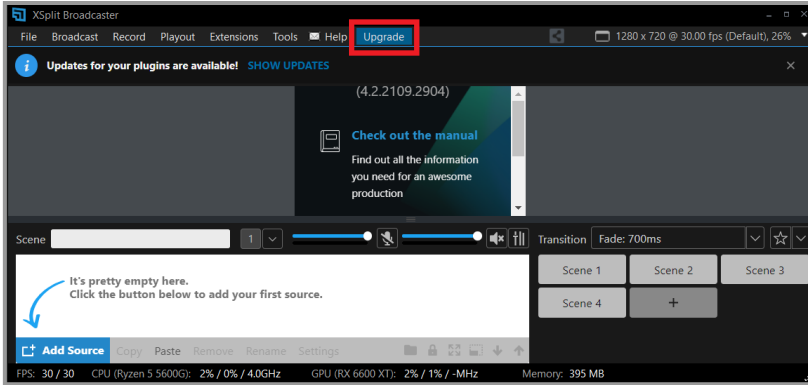 XSplit Broadcaster
File Broadcast Record Playout Extensions Tools Help Upgrade 1280 x 720 @ 30.00 fps (Default), 26%
Updates for your plugins are available! SHOW UPDATES
(4.2.2109.2904)
Check out the manual
Find out all the information
you need for an awesome
production
Scene 1 Transition Fade: 700ms
It's pretty empty here.
Click the button below to add your first source.
Scene 1 Scene 2 Scene 3
Scene 4 +
Add Source Copy Paste Remove Rename Settings
FPS: 30 / 30 CPU (Ryzen 5 5600G): 2% / 0% / 4.0GHz GPU (RX 6600 XT): 2% / 1% / -MHz Memory: 395 MB